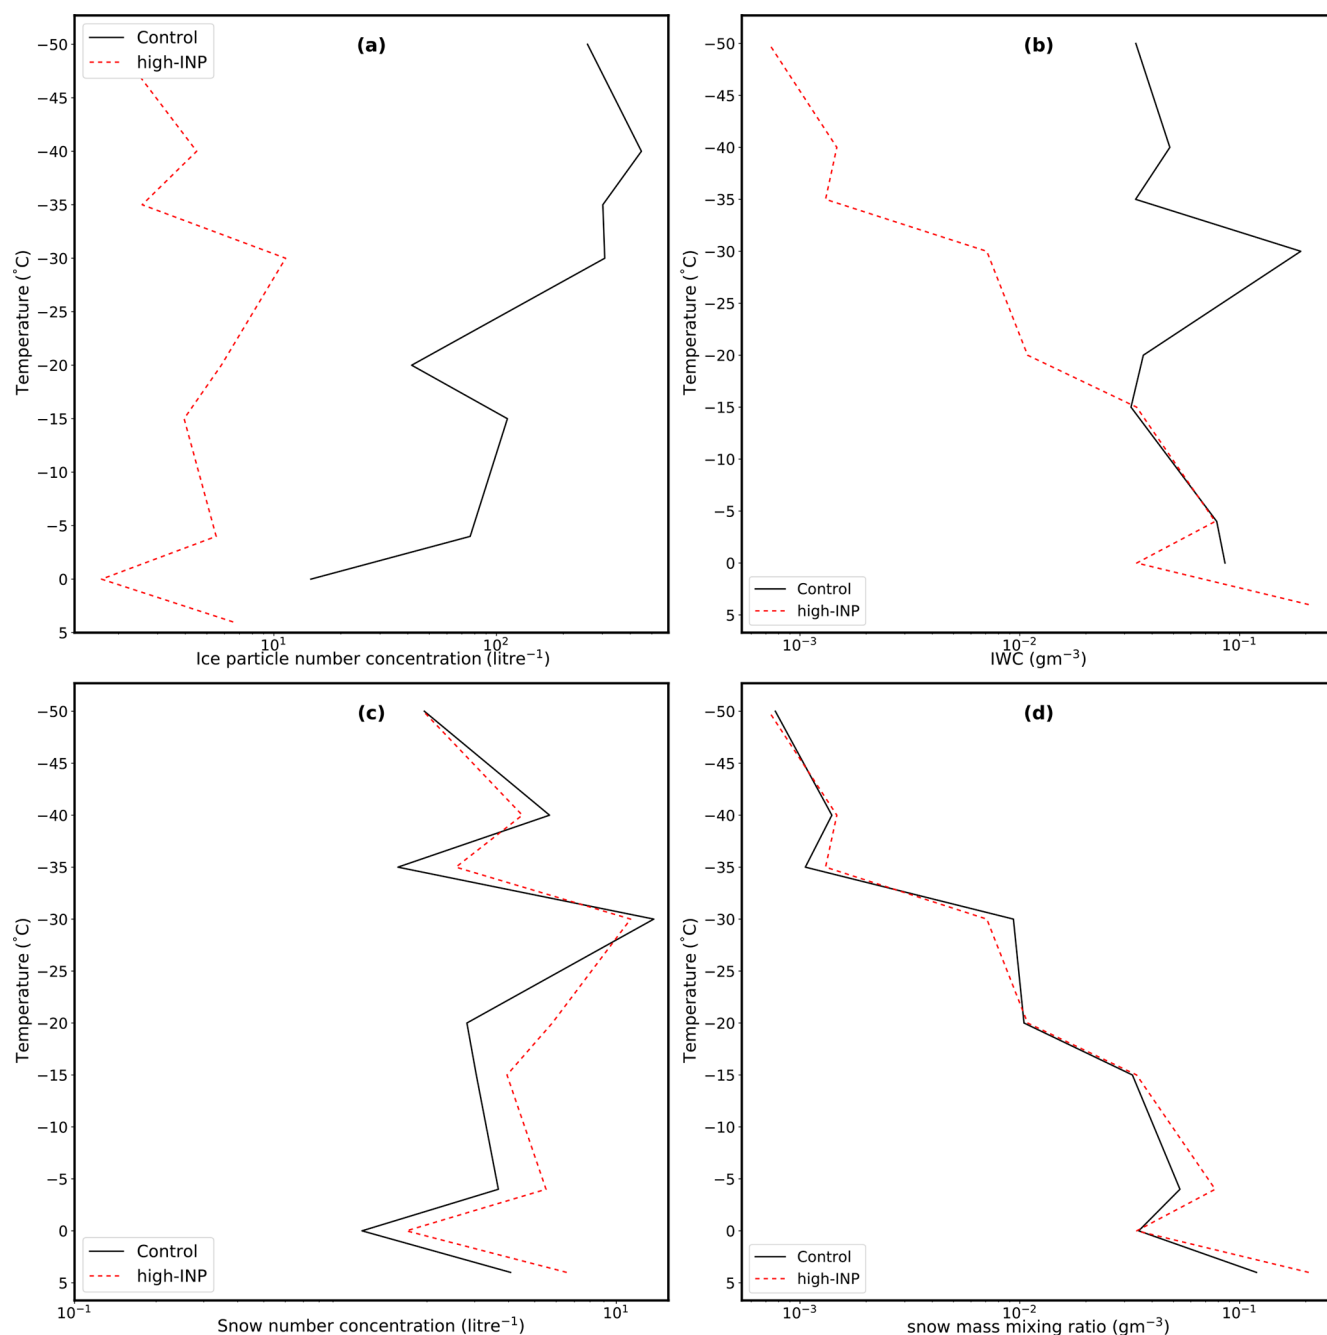 Control
high-INP
(a)
−50
−45
−40
−35
−30
−25
−20
−15
−10
−5
0
5
Temperature (°C)
10¹ 10²
Ice particle number concentration (litre⁻¹)
(b)
−50
−45
−40
−35
−30
−25
−20
−15
−10
−5
0
5
Temperature (°C)
Control
high-INP
10⁻³ 10⁻² 10⁻¹
IWC (gm⁻³)
(c)
−50
−45
−40
−35
−30
−25
−20
−15
−10
−5
0
5
Temperature (°C)
Control
high-INP
10⁻¹ 10¹
Snow number concentration (litre⁻¹)
(d)
−50
−45
−40
−35
−30
−25
−20
−15
−10
−5
0
5
Temperature (°C)
Control
high-INP
10⁻³ 10⁻² 10⁻¹
snow mass mixing ratio (gm⁻³)